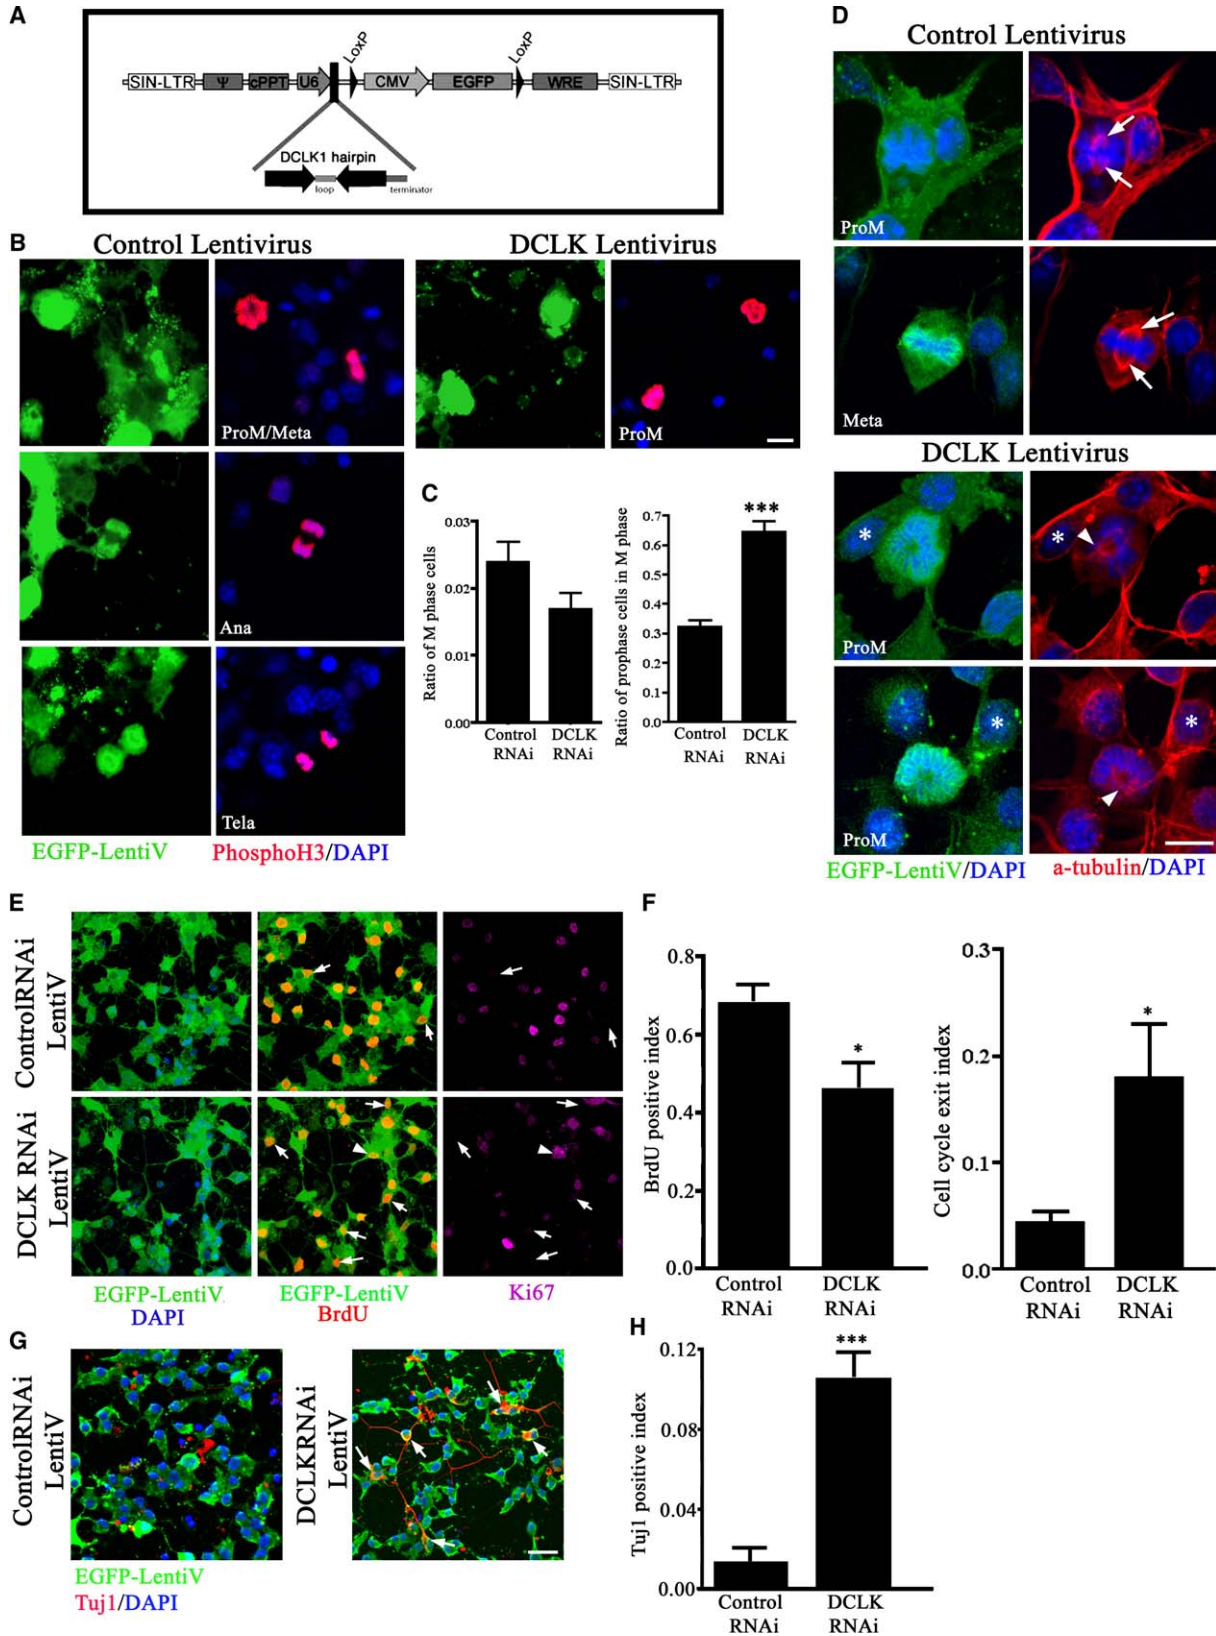 A
SIN-LTR Ψ cPPT U6 LoxP CMV EGFP LoxP WRE SIN-LTR
DCLK1 hairpin
loop
terminator
B
Control Lentivirus
DCLK Lentivirus
ProM/Meta
ProM
Ana
Tela
EGFP-LentiV
PhosphoH3/DAPI
C
Ratio of M phase cells
0.03
0.02
0.01
0.00
Control RNAi
DCLK RNAi
Ratio of prophase cells in M phase
0.7
0.6
0.5
0.4
0.3
0.2
0.1
0.0
***
Control RNAi
DCLK RNAi
D
Control Lentivirus
ProM
Meta
DCLK Lentivirus
*
*
ProM
*
*
ProM
EGFP-LentiV/DAPI
a-tubulin/DAPI
E
ControlRNAi
LentiV
DCLK RNAi
LentiV
EGFP-LentiV
DAPI
EGFP-LentiV
BrdU
Ki67
F
BrdU positive index
0.8
0.6
0.4
0.2
0.0
*
Control
RNAi
DCLK
RNAi
Cell cycle exit index
0.3
0.2
0.1
0.0
*
Control
RNAi
DCLK
RNAi
G
ControlRNAi
LentiV
DCLKRNAi
LentiV
EGFP-LentiV
Tuj1/DAPI
H
Tuj1 positive index
0.12
0.08
0.04
0.00
***
Control
RNAi
DCLK
RNAi